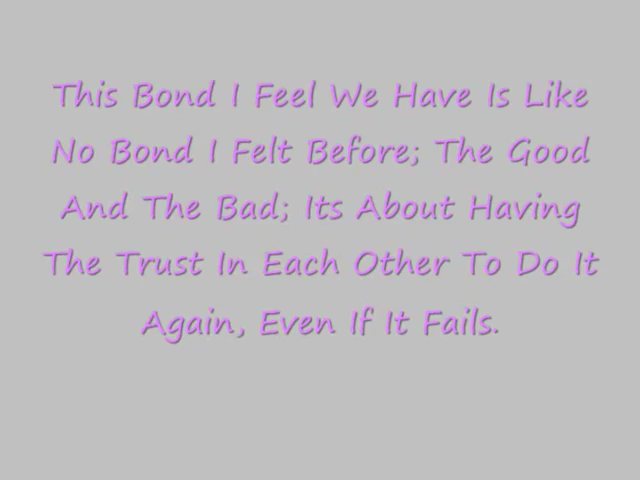 This Bond I Feel We Have Is Like
No Bond I Felt Before; The Good
And The Bad; Its About Having
The Trust In Each Other To Do It
Again, Even If It Fails.